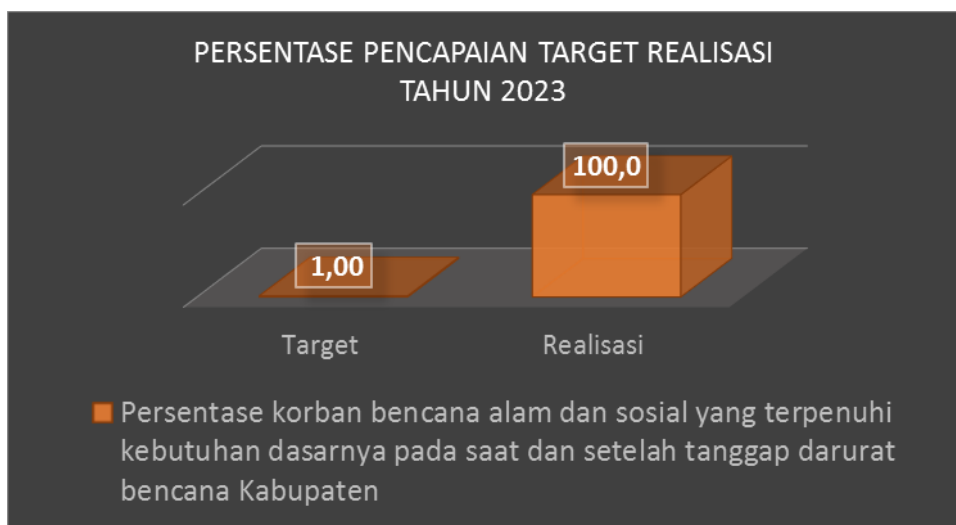 PERSENTASE PENCAPAIAN TARGET REALISASI
TAHUN 2023
100,0
1,00
Target
Realisasi
Persentase korban bencana alam dan sosial yang terpenuhi
kebutuhan dasarnya pada saat dan setelah tanggap darurat
bencana Kabupaten